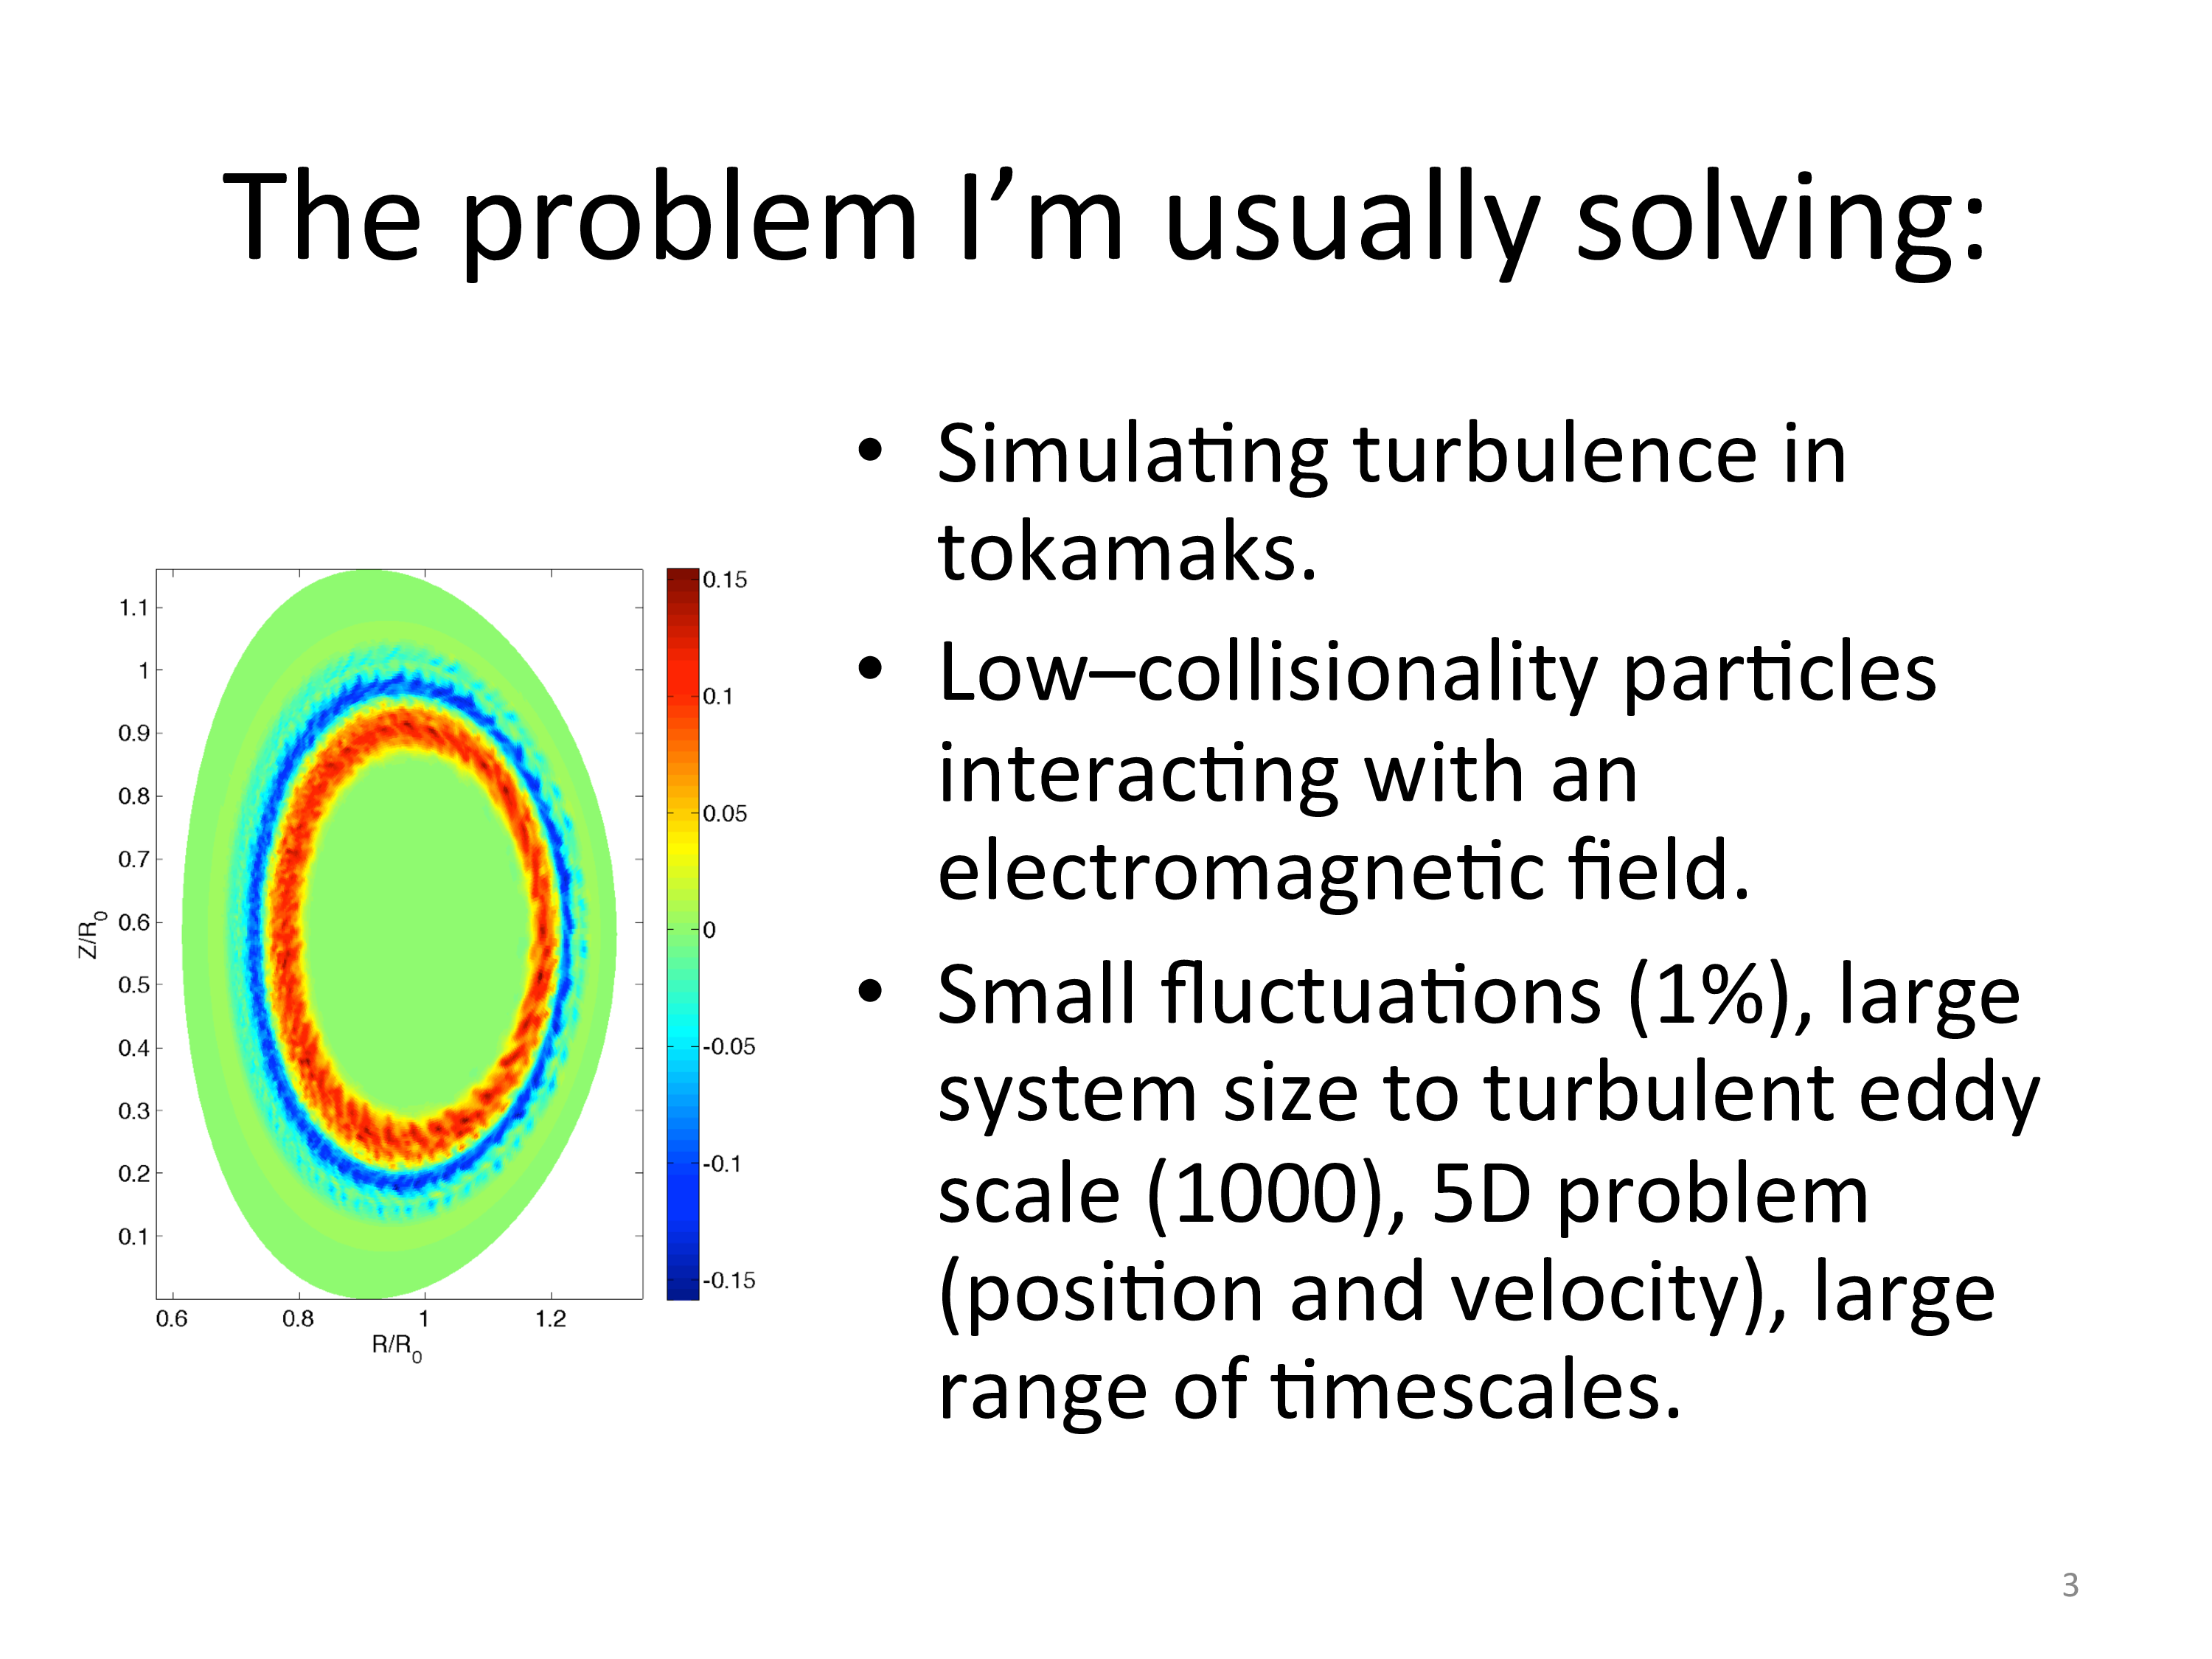 The problem I’m usually solving:
1.1
1
0.9
0.8
0.7
0.6
0.5
0.4
0.3
0.2
0.1
Z/R0
0.6 0.8 1 1.2
R/R0
0.15
0.1
0.05
0
-0.05
-0.1
-0.15
• Simulating turbulence in
tokamaks.
• Low–collisionality particles
interacting with an
electromagnetic field.
• Small fluctuations (1%), large
system size to turbulent eddy
scale (1000), 5D problem
(position and velocity), large
range of timescales.
3